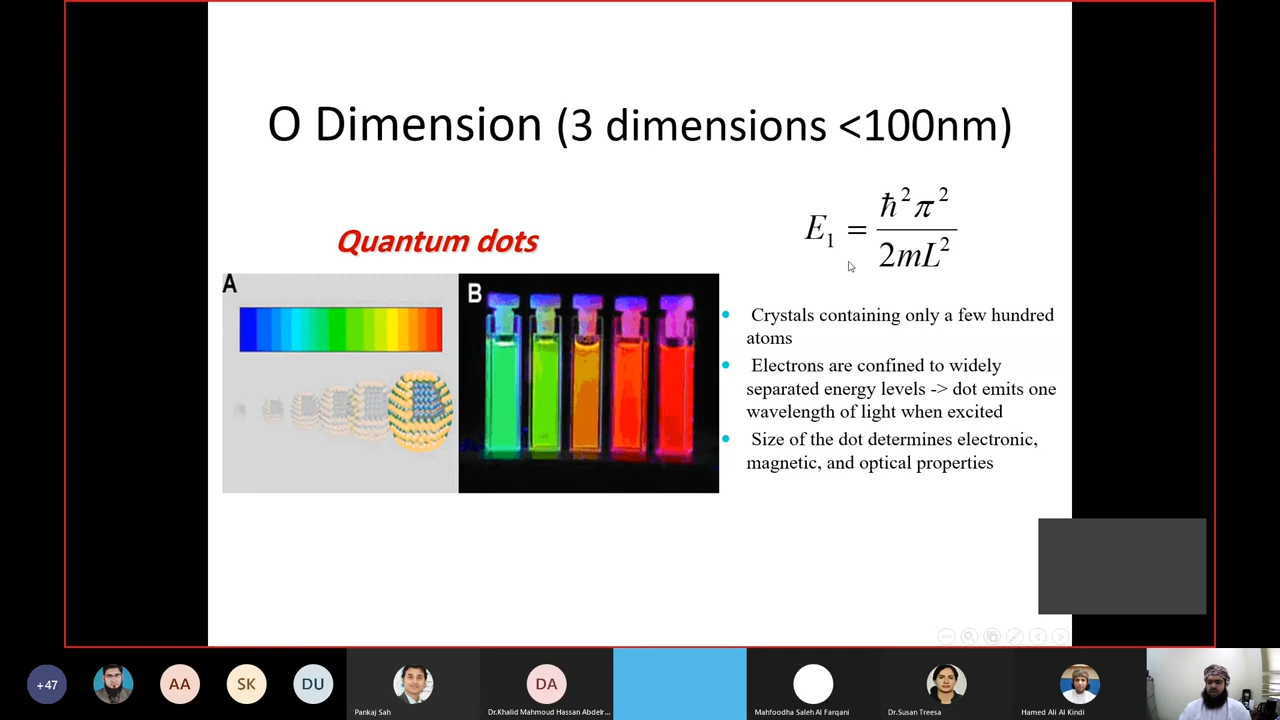 O Dimension (3 dimensions <100nm)
Quantum dots
E₁ = ħ²π² / 2mL²
A
B
Crystals containing only a few hundred
atoms
Electrons are confined to widely
separated energy levels -> dot emits one
wavelength of light when excited
Size of the dot determines electronic,
magnetic, and optical properties
+47
AA
SK
DU
DA
Pankaj Sah
Dr.Khalid Mahmoud Hassan Abdelr...
Mahfoodha Saleh Al Farqani
Dr.Susan Treesa
Hamed Ali Al Kindi